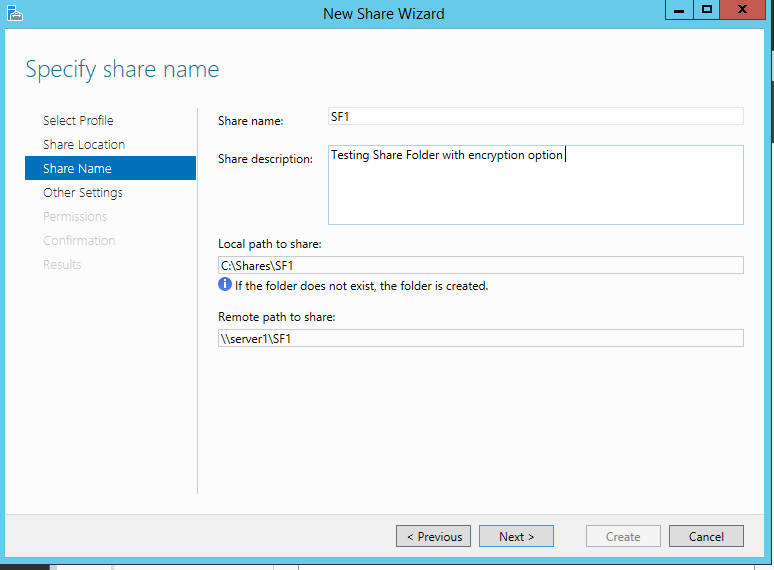 New Share Wizard
Specify share name
Select Profile
Share Location
Share Name
Other Settings
Permissions
Confirmation
Results
Share name:
SF1
Share description:
Testing Share Folder with encryption option
Local path to share:
C:\Shares\SF1
If the folder does not exist, the folder is created.
Remote path to share:
\\server1\SF1
< Previous
Next >
Create
Cancel